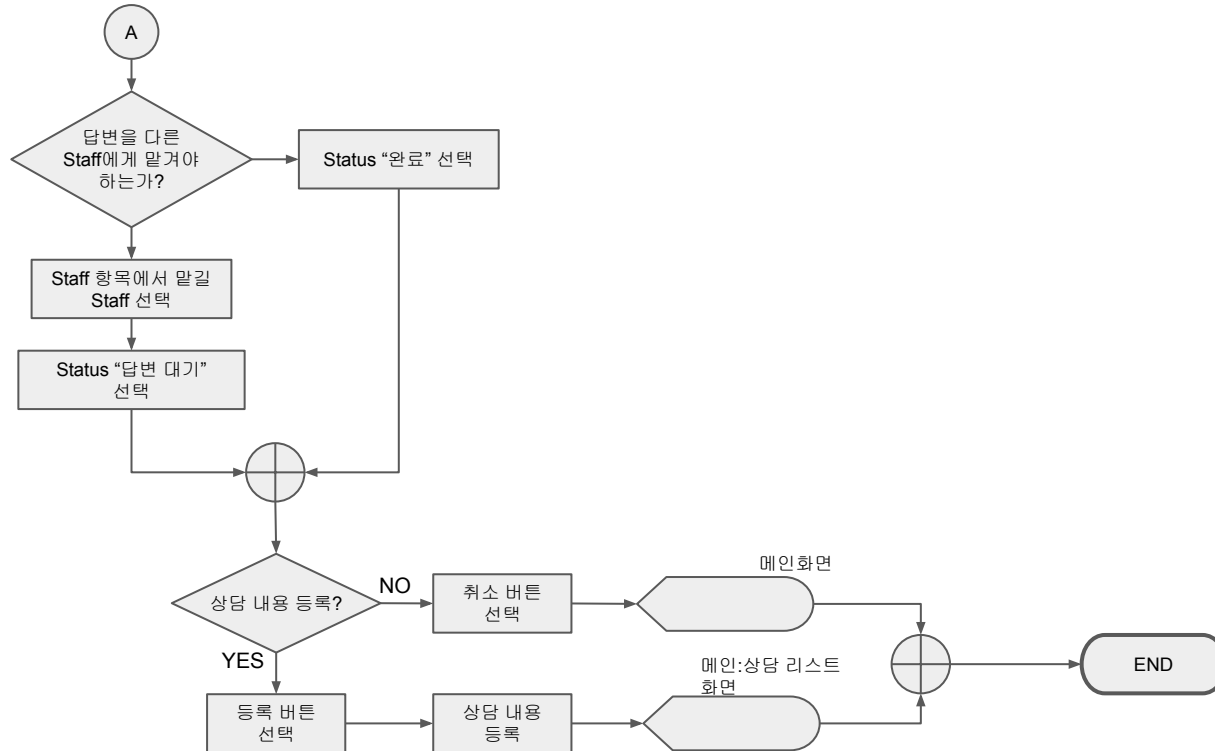 A
답변을 다른
Staff에게 맡겨야
하는가?
Status “완료” 선택
Staff 항목에서 맡길
Staff 선택
Status “답변 대기”
선택
상담 내용 등록?
NO
취소 버튼
선택
메인화면
YES
등록 버튼
선택
상담 내용
등록
메인:상담 리스트
화면
END